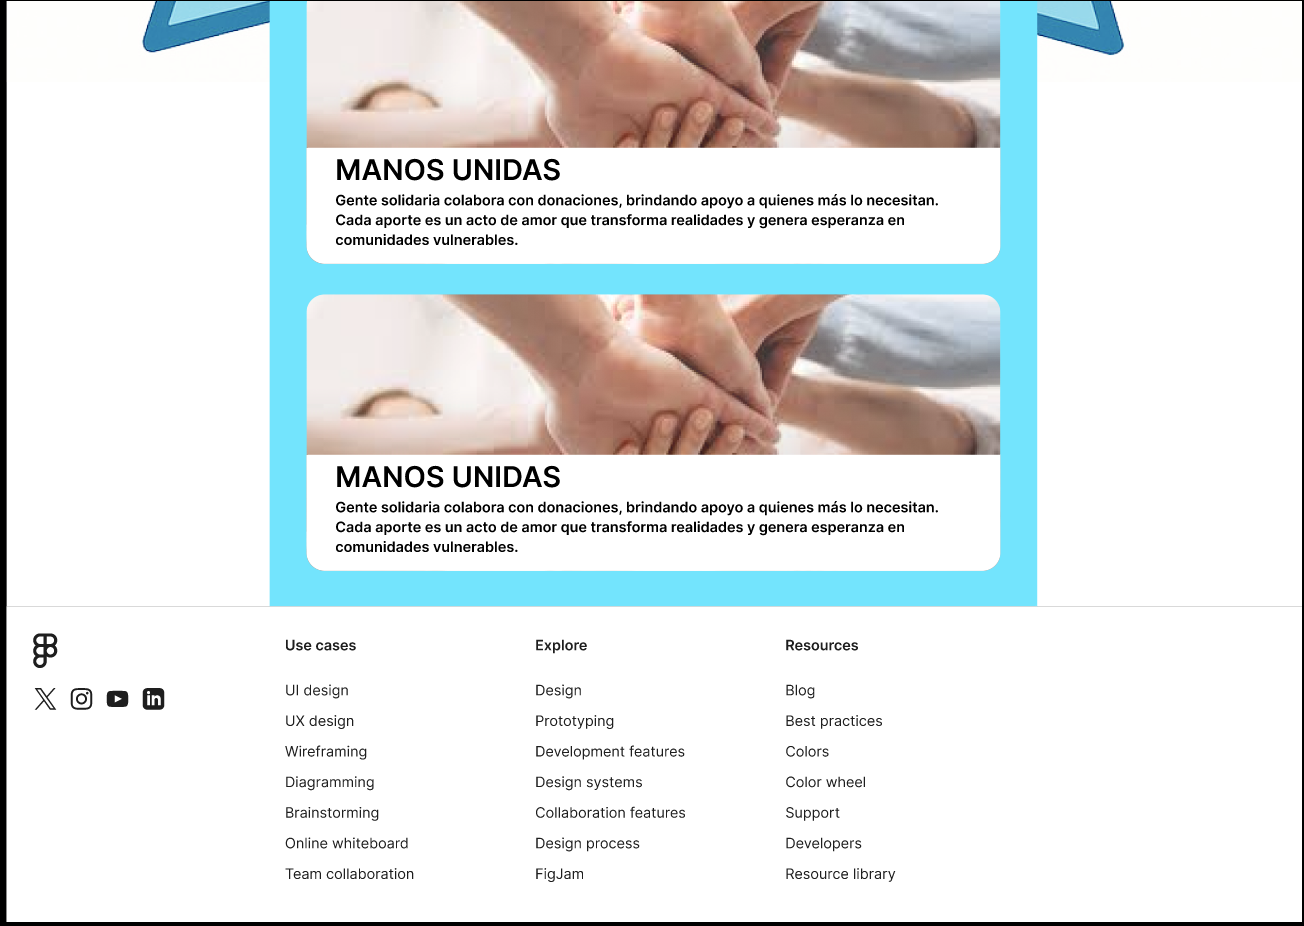 MANOS UNIDAS
Gente solidaria colabora con donaciones, brindando apoyo a quienes más lo necesitan.
Cada aporte es un acto de amor que transforma realidades y genera esperanza en
comunidades vulnerables.
MANOS UNIDAS
Gente solidaria colabora con donaciones, brindando apoyo a quienes más lo necesitan.
Cada aporte es un acto de amor que transforma realidades y genera esperanza en
comunidades vulnerables.
Use cases
UI design
UX design
Wireframing
Diagramming
Brainstorming
Online whiteboard
Team collaboration
Explore
Design
Prototyping
Development features
Design systems
Collaboration features
Design process
FigJam
Resources
Blog
Best practices
Colors
Color wheel
Support
Developers
Resource library